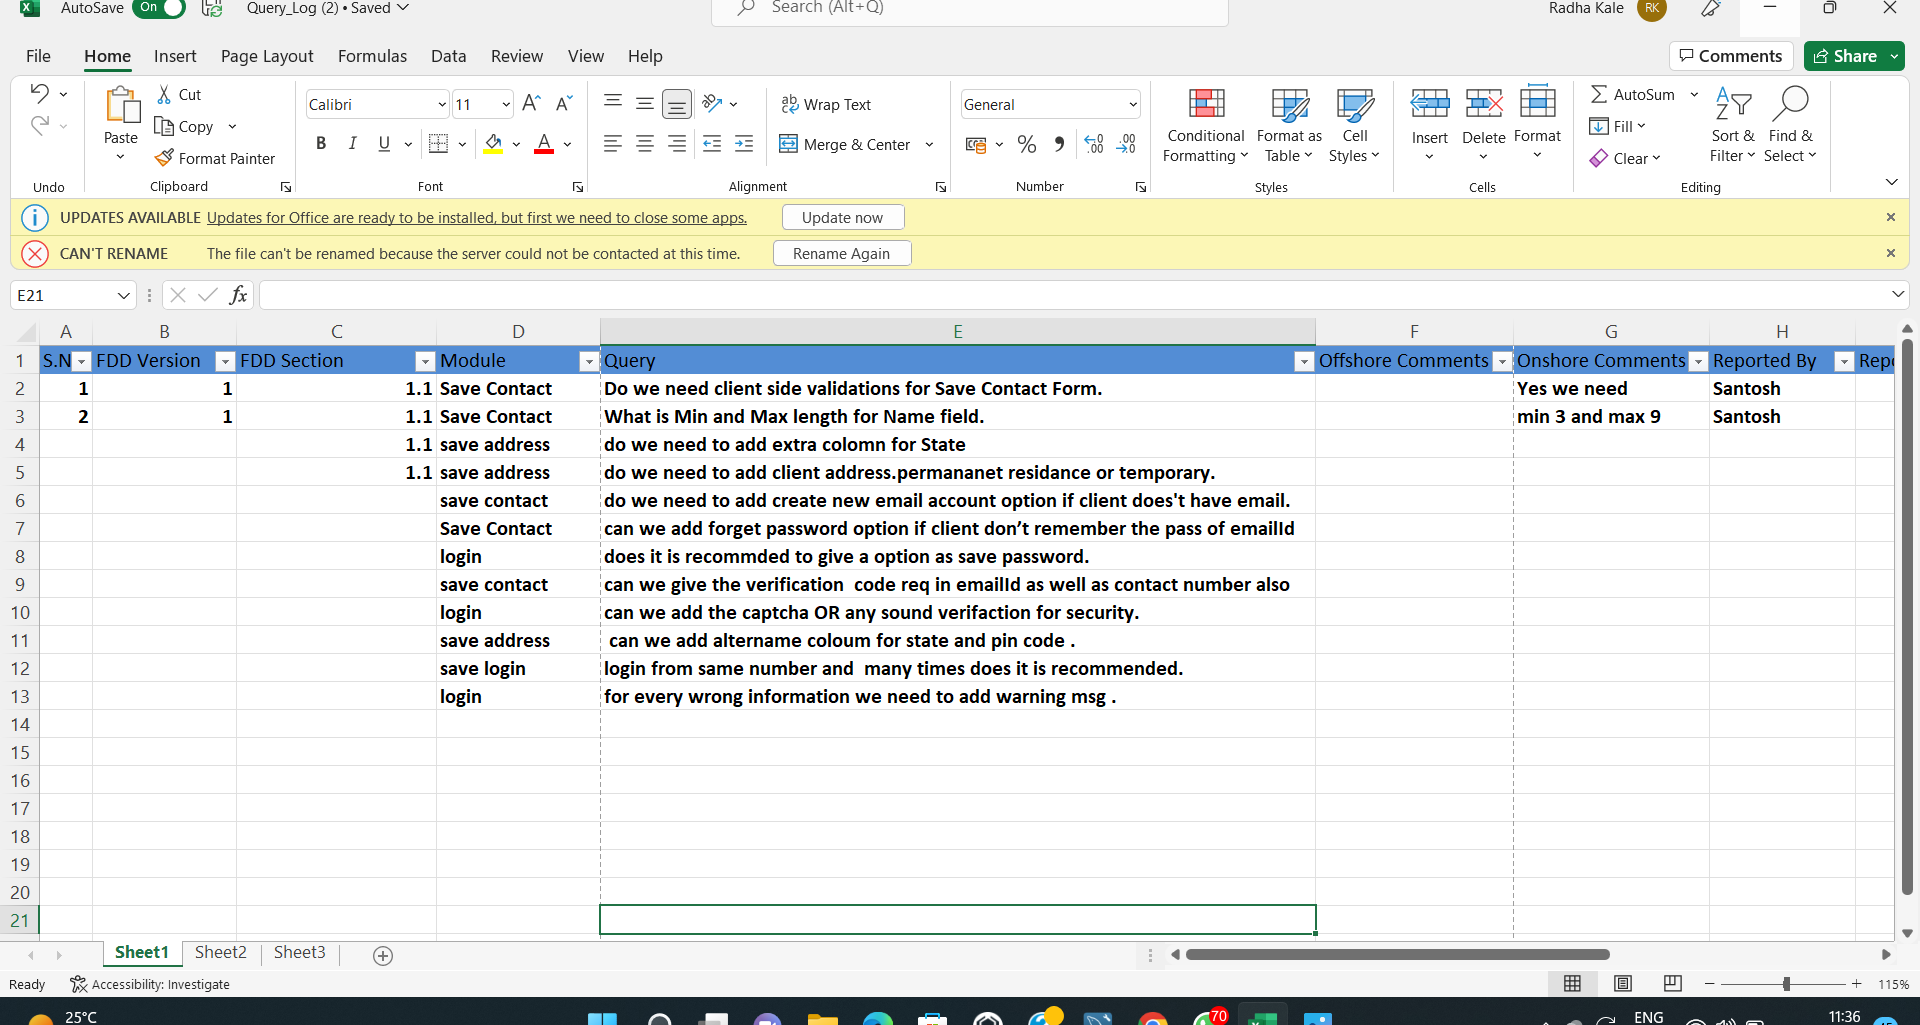 AutoSave On Query_Log (2) • Saved Search (Alt+Q) Radha Kale RK
File Home Insert Page Layout Formulas Data Review View Help Comments Share
Paste Cut Copy Format Painter
Calibri 11 B I U A
ab Wrap Text Merge & Center
General % 9 .00
Conditional Formatting Format as Table Cell Styles
Insert Delete Format
AutoSum Fill Clear Sort & Filter Find & Select
Undo Clipboard Font Alignment Number Styles Cells Editing
UPDATES AVAILABLE Updates for Office are ready to be installed, but first we need to close some apps. Update now
CAN'T RENAME The file can't be renamed because the server could not be contacted at this time. Rename Again
E21 fx
A B C D E F G H
1 S.N FDD Version FDD Section Module Query Offshore Comments Onshore Comments Reported By Repo
2 1 1 1.1 Save Contact Do we need client side validations for Save Contact Form. Yes we need Santosh
3 2 1 1.1 Save Contact What is Min and Max length for Name field. min 3 and max 9 Santosh
4 1.1 save address do we need to add extra colomn for State
5 1.1 save address do we need to add client address.permananet residance or temporary.
6 save contact do we need to add create new email account option if client does't have email.
7 Save Contact can we add forget password option if client don’t remember the pass of emailId
8 login does it is recommded to give a option as save password.
9 save contact can we give the verification code req in emailId as well as contact number also
10 login can we add the captcha OR any sound verifaction for security.
11 save address can we add altername coloum for state and pin code .
12 save login login from same number and many times does it is recommended.
13 login for every wrong information we need to add warning msg .
14
15
16
17
18
19
20
21
Sheet1 Sheet2 Sheet3
Ready Accessibility: Investigate 115%
25°C 70 ENG 11:36